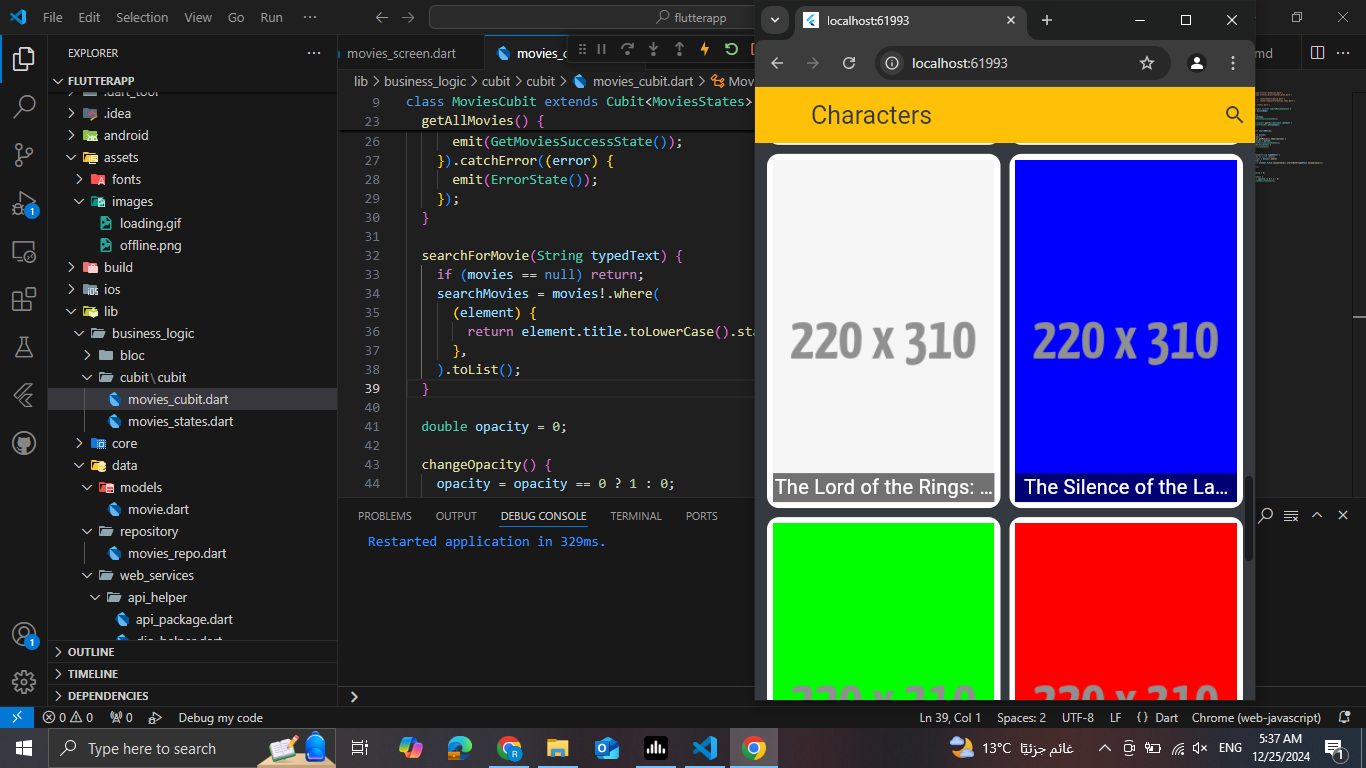 File Edit Selection View Go Run ···
flutterapp
EXPLORER
FLUTTERAPP
.dart_tool
.idea
android
assets
fonts
images
loading.gif
offline.png
build
ios
lib
business_logic
bloc
cubit\cubit
movies_cubit.dart
movies_states.dart
core
data
models
movie.dart
repository
movies_repo.dart
web_services
api_helper
api_package.dart
OUTLINE
TIMELINE
DEPENDENCIES
movies_screen.dart
lib > business_logic > cubit > cubit > movies_cubit.dart >
9 class MoviesCubit extends Cubit<MoviesStates>
23 getAllMovies() {
26 emit(GetMoviesSuccessState());
27 }).catchError((error) {
28 emit(ErrorState());
29 });
30 }
31
32 searchForMovie(String typedText) {
33 if (movies == null) return;
34 searchMovies = movies!.where(
35 (element) {
36 return element.title.toLowerCase().sta
37 },
38 ).toList();
39 }
40
41 double opacity = 0;
42
43 changeOpacity() {
44 opacity = opacity == 0 ? 1 : 0;
PROBLEMS OUTPUT DEBUG CONSOLE TERMINAL PORTS
Restarted application in 329ms.
localhost:61993
localhost:61993
Characters
220 x 310
220 x 310
The Lord of the Rings: ...
The Silence of the La...
220 x 310
220 x 310
0 0 0 Debug my code
Ln 39, Col 1 Spaces: 2 UTF-8 LF {} Dart Chrome (web-javascript)
Type here to search
13°C غائم جزئيًا
ENG
5:37 AM
12/25/2024
1
1
1